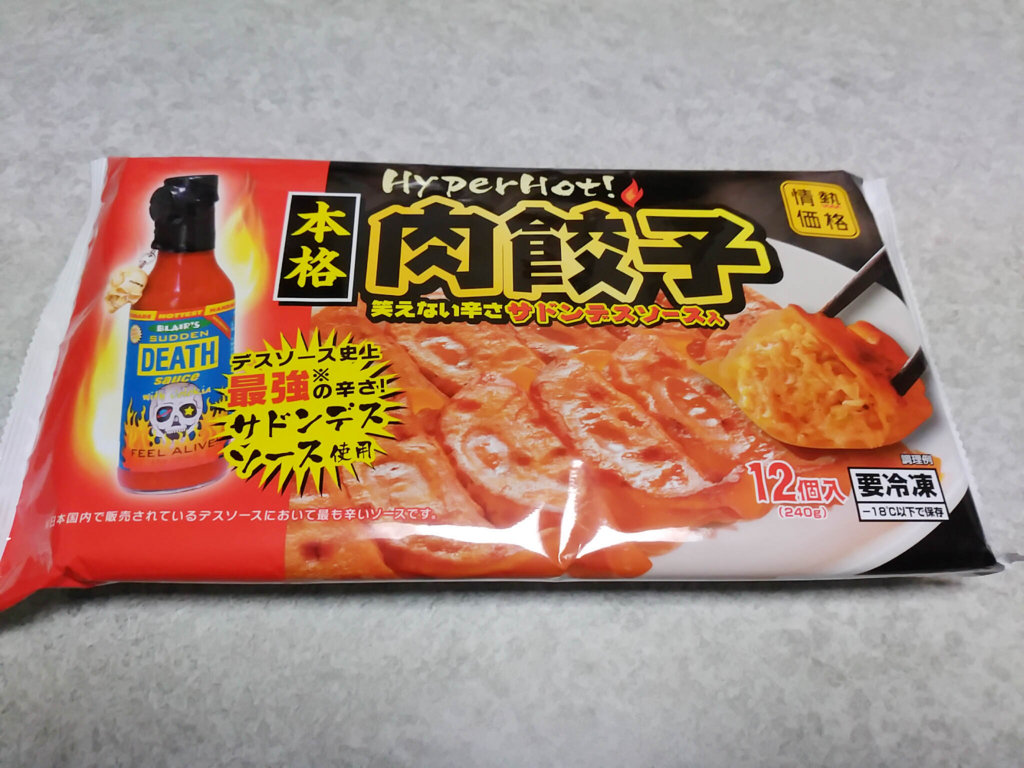 HyperHot!
本格
肉餃子
笑えない辛さサドンデスソース入
情熱
価格
HOTTEST
BLAIR'S
SUDDEN
DEATH
sauce
FEEL ALIVE
デスソース史上
最強※の辛さ!
サドンデス
ソース使用
日本国内で販売されているデスソースにおいて最も辛いソースです。
調理例
12個入
(240g)
要冷凍
-18℃以下で保存